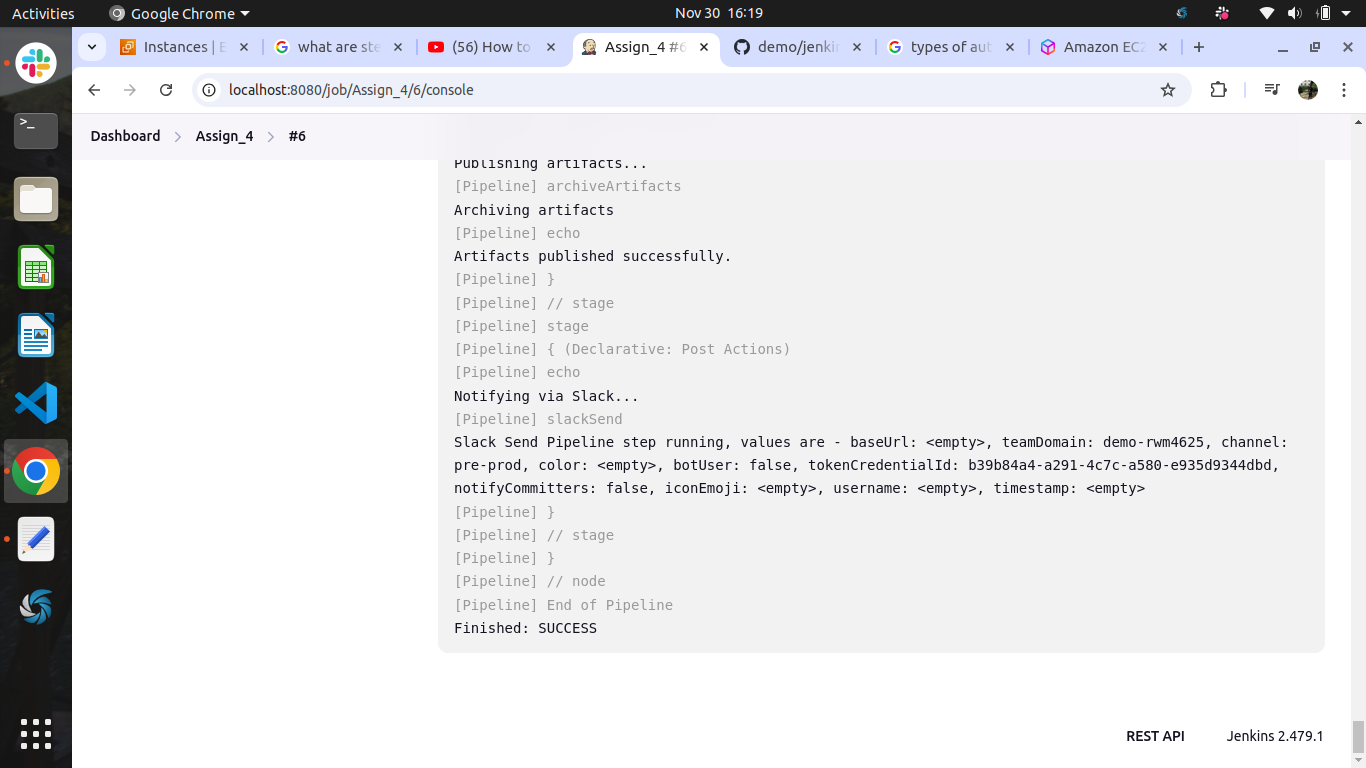 Activities
Google Chrome
Nov 30 16:19
Instances | E
what are ste
(56) How to
Assign_4 #6
demo/jenkin
types of aut
Amazon EC2
localhost:8080/job/Assign_4/6/console
Dashboard
Assign_4
#6
Publishing artifacts...
[Pipeline] archiveArtifacts
Archiving artifacts
[Pipeline] echo
Artifacts published successfully.
[Pipeline] }
[Pipeline] // stage
[Pipeline] stage
[Pipeline] { (Declarative: Post Actions)
[Pipeline] echo
Notifying via Slack...
[Pipeline] slackSend
Slack Send Pipeline step running, values are - baseUrl: <empty>, teamDomain: demo-rwm4625, channel:
pre-prod, color: <empty>, botUser: false, tokenCredentialId: b39b84a4-a291-4c7c-a580-e935d9344dbd,
notifyCommitters: false, iconEmoji: <empty>, username: <empty>, timestamp: <empty>
[Pipeline] }
[Pipeline] // stage
[Pipeline] }
[Pipeline] // node
[Pipeline] End of Pipeline
Finished: SUCCESS
REST API
Jenkins 2.479.1